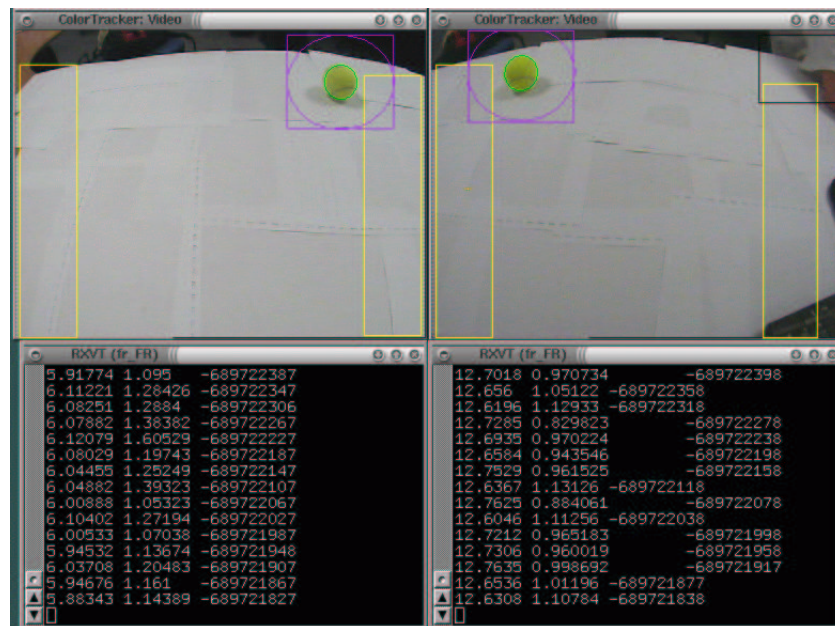 ColorTracker: Video
ColorTracker: Video
RXVT (fr_FR)
5.91774 1.095 -689722387
6.11221 1.28426 -689722347
6.08251 1.2884 -689722306
6.07882 1.38382 -689722267
6.12079 1.60529 -689722227
6.08029 1.19743 -689722187
6.04455 1.25249 -689722147
6.04882 1.39323 -689722107
6.00888 1.05323 -689722067
6.10402 1.27194 -689722027
6.00533 1.07038 -689721987
5.94532 1.13674 -689721948
6.03708 1.20483 -689721907
5.94676 1.161 -689721867
5.88343 1.14389 -689721827
RXVT (fr_FR)
12.7018 0.970734 -689722398
12.656 1.05122 -689722358
12.6196 1.12933 -689722318
12.7285 0.829823 -689722278
12.6935 0.970224 -689722238
12.6584 0.943546 -689722198
12.7529 0.961525 -689722158
12.6367 1.13126 -689722118
12.7625 0.884061 -689722078
12.6046 1.11256 -689722038
12.7212 0.965183 -689721998
12.7306 0.960019 -689721958
12.7635 0.998692 -689721917
12.6536 1.01196 -689721877
12.6308 1.10784 -689721838